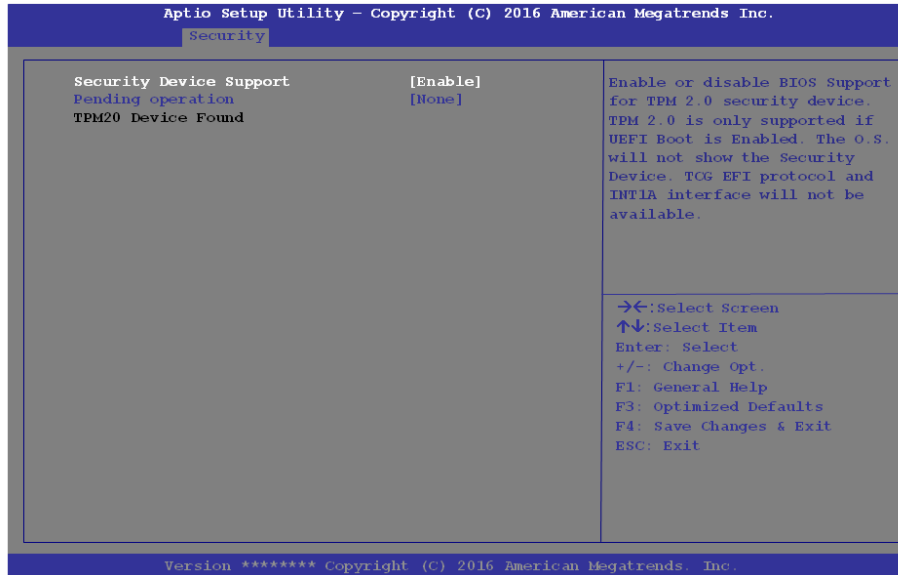 Aptio Setup Utility – Copyright (C) 2016 American Megatrends Inc.
Security
Security Device Support [Enable]
Pending operation [None]
TPM20 Device Found
Enable or disable BIOS Support
for TPM 2.0 security device.
TPM 2.0 is only supported if
UEFI Boot is Enabled. The O.S.
will not show the Security
Device. TCG EFI protocol and
INT1A interface will not be
available.
→←:Select Screen
↑↓:Select Item
Enter: Select
+/-: Change Opt.
F1: General Help
F3: Optimized Defaults
F4: Save Changes & Exit
ESC: Exit
Version ******** Copyright (C) 2016 American Megatrends. Inc.